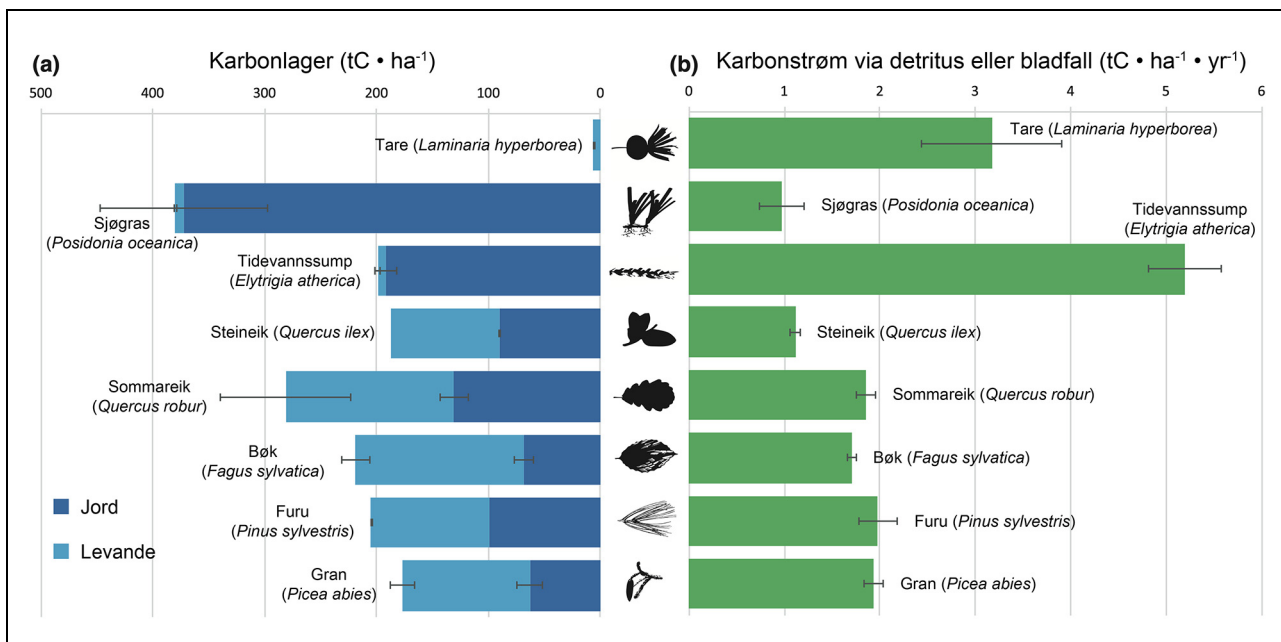 (a)
Karbonlager (tC • ha⁻¹)
500 400 300 200 100 0
Tare (Laminaria hyperborea)
Sjøgras
(Posidonia oceanica)
Tidevannssump
(Elytrigia atherica)
Steineik (Quercus ilex)
Sommareik
(Quercus robur)
Bøk
(Fagus sylvatica)
Furu
(Pinus sylvestris)
Gran
(Picea abies)
Jord
Levande
(b)
Karbonstrøm via detritus eller bladfall (tC • ha⁻¹ • yr⁻¹)
0 1 2 3 4 5 6
Tare (Laminaria hyperborea)
Sjøgras (Posidonia oceanica)
Tidevannssump
(Elytrigia atherica)
Steineik (Quercus ilex)
Sommareik (Quercus robur)
Bøk (Fagus sylvatica)
Furu (Pinus sylvestris)
Gran (Picea abies)